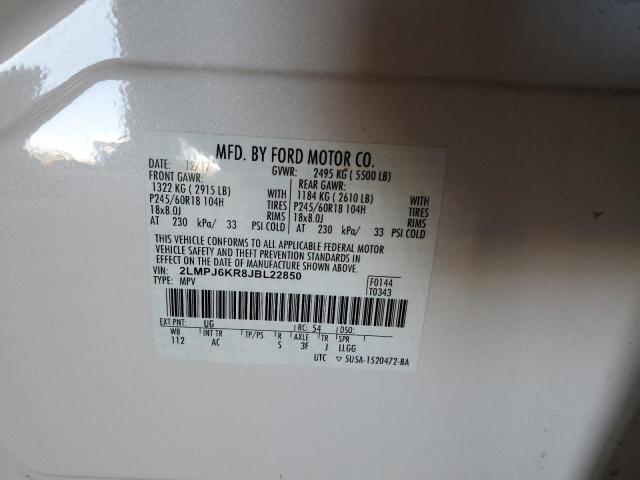 MFD. BY FORD MOTOR CO.
DATE: 12/17 GVWR: 2495 KG ( 5500 LB)
FRONT GAWR: REAR GAWR:
1322 KG ( 2915 LB) WITH 1184 KG ( 2610 LB) WITH
P245/60R18 104H TIRES P245/60R18 104H TIRES
18x8.0J RIMS 18x8.0J RIMS
AT 230 kPa/ 33 PSI COLD AT 230 kPa/ 33 PSI COLD
THIS VEHICLE CONFORMS TO ALL APPLICABLE FEDERAL MOTOR
VEHICLE SAFETY AND THEFT PREVENTION STANDARDS
IN EFFECT ON THE DATE OF MANUFACTURE SHOWN ABOVE.
VIN: 2LMPJ6KR8JBL22850 F0144
TYPE: MPV T0343
EXT PNT: UG RC: 54 DSO:
WB INT TR TP/PS R AXLE TR SPR
112 AC S 3F J LLGG
UTC ▽ 5U5A-1520472-BA